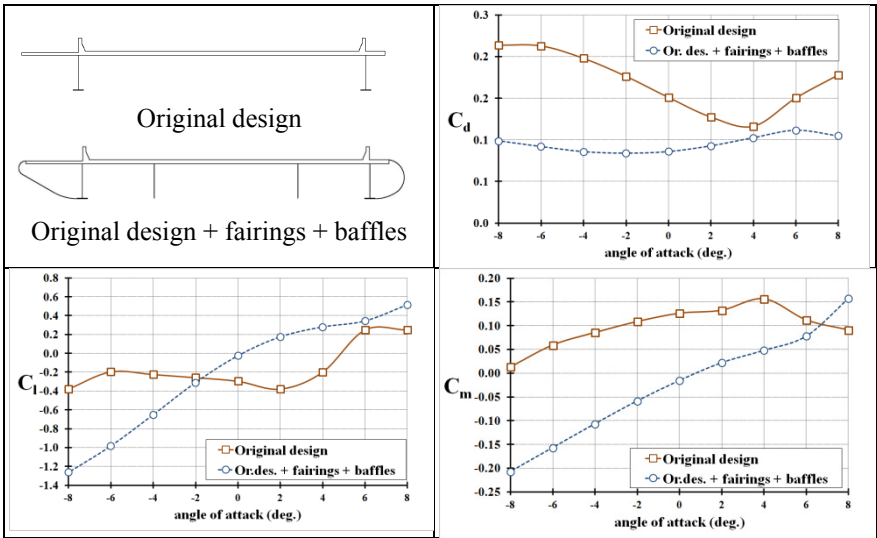 Original design
Original design + fairings + baffles
0.3
0.2
0.2
0.1
0.1
0.0
C_d
Original design
Or. des. + fairings + baffles
-8 -6 -4 -2 0 2 4 6 8
angle of attack (deg.)
0.8
0.6
0.4
0.2
0.0
-0.2
-0.4
-0.6
-0.8
-1.0
-1.2
-1.4
C_l
Original design
Or.des. + fairings + baffles
-8 -6 -4 -2 0 2 4 6 8
angle of attack (deg.)
0.20
0.15
0.10
0.05
0.00
-0.05
-0.10
-0.15
-0.20
-0.25
C_m
Original design
Or.des. + fairings + baffles
-8 -6 -4 -2 0 2 4 6 8
angle of attack (deg.)